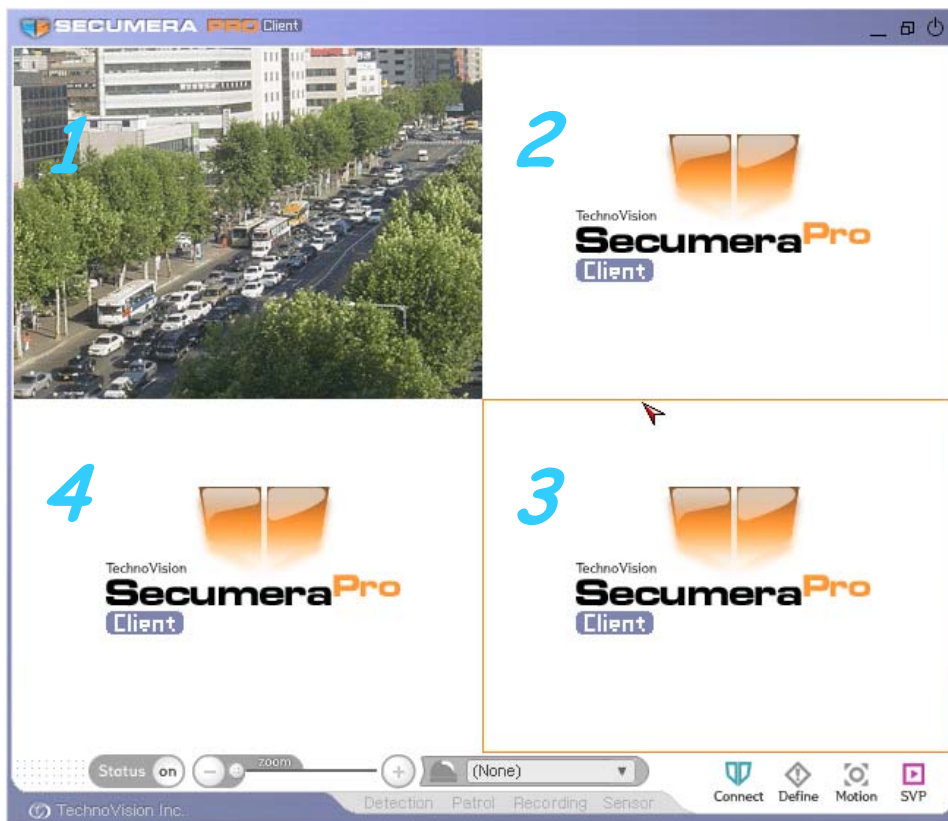 SECUMERA PRO Client
1
2
TechnoVision
SecumeraPro
Client
4
TechnoVision
SecumeraPro
Client
3
TechnoVision
SecumeraPro
Client
Status on zoom (None)
Connect Define Motion SVP
TechnoVision Inc.
Detection Patrol Recording Sensor